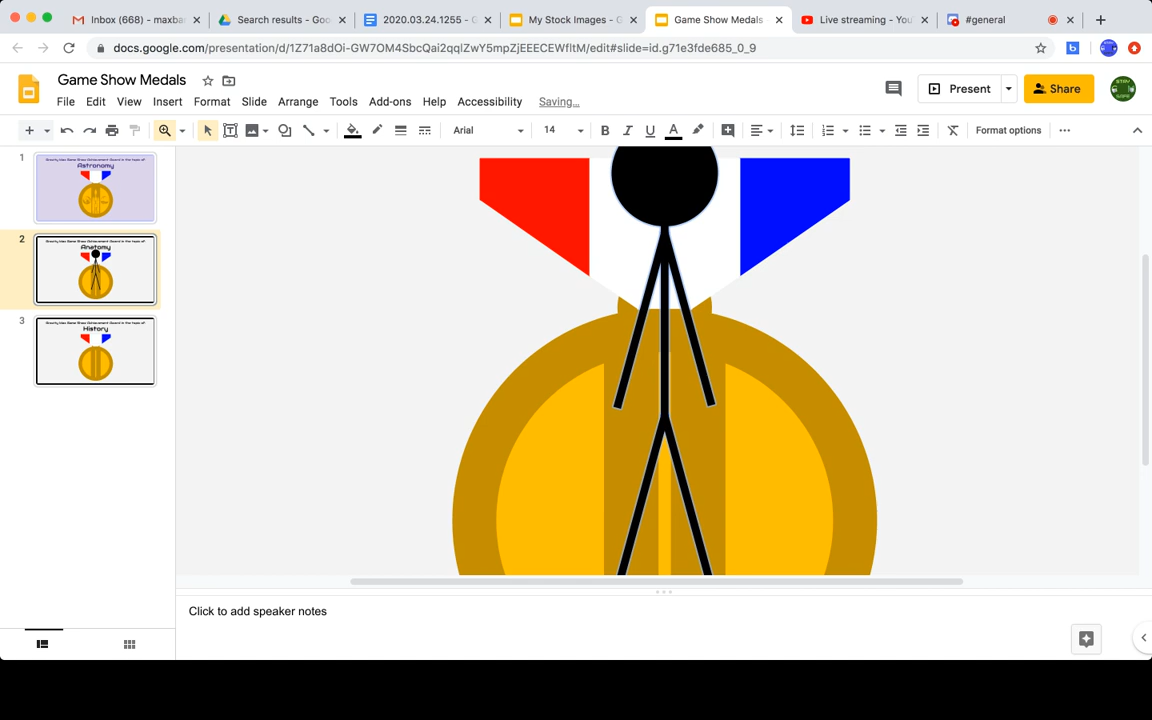 Inbox (668) - maxbar
Search results - Goo
2020.03.24.1255 - G
My Stock Images - G
Game Show Medals
Live streaming - You
#general
docs.google.com/presentation/d/1Z71a8dOi-GW7OM4SbcQai2qqlZwY5mpZjEEECEWfltM/edit#slide=id.g71e3fde685_0_9
Game Show Medals
File Edit View Insert Format Slide Arrange Tools Add-ons Help Accessibility Saving...
Present
Share
Arial 14 B I U A Format options
1
Astronomy
2
Anatomy
3
History
Click to add speaker notes